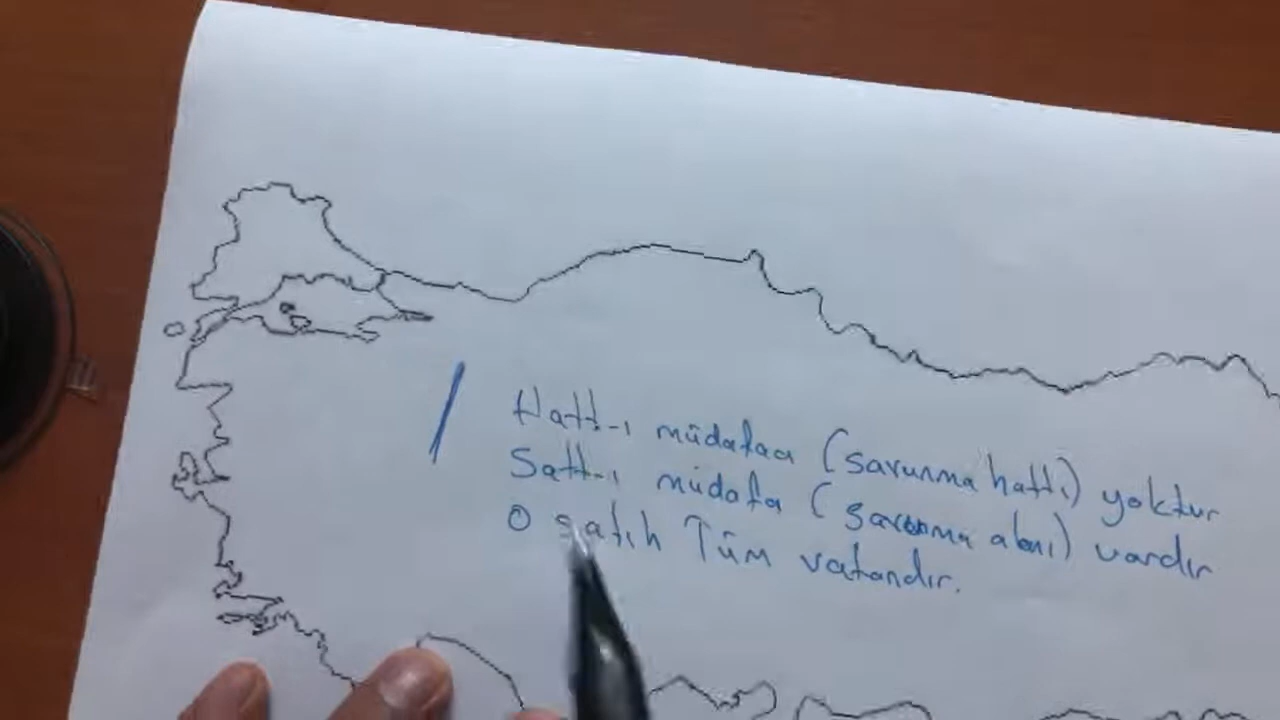 Hatt-ı müdafaa (savunma hattı) yoktur
Satt-ı müdafa (savunma alanı) vardır
O satıh Tüm vatandır.